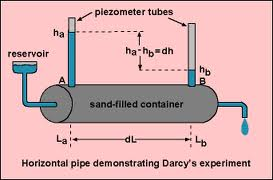 piezometer tubes
reservoir
ha
ha - hb = dh
hb
A
B
sand-filled container
La
dL
Lb
Horizontal pipe demonstrating Darcy's experiment